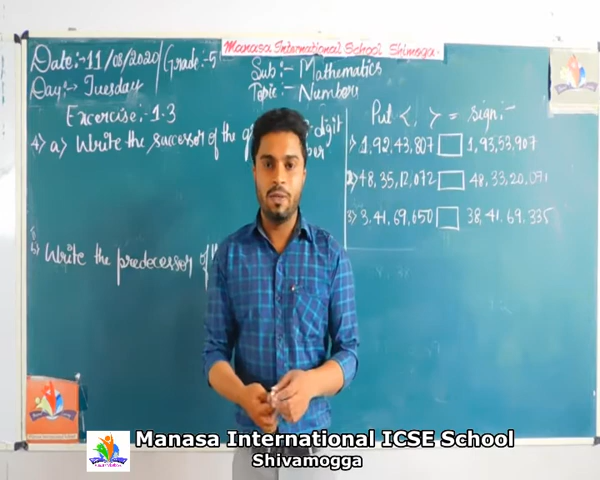 Manasa International School Shimoga.
Date:-11/08/2020 Grade:-5
Day:- Tuesday
Sub:- Mathematics
Topic:- Numbers
Exercise:-1.3
4) a) Write the successor of the digit
b) Write the predecessor of
Put <, > = sign:-
1) 1,92,43,807 1,93,53,907
2) 48,35,12,072 48,33,20,071
3) 3,41,69,650 38,41,69,335
Manasa International ICSE School
Shivamogga